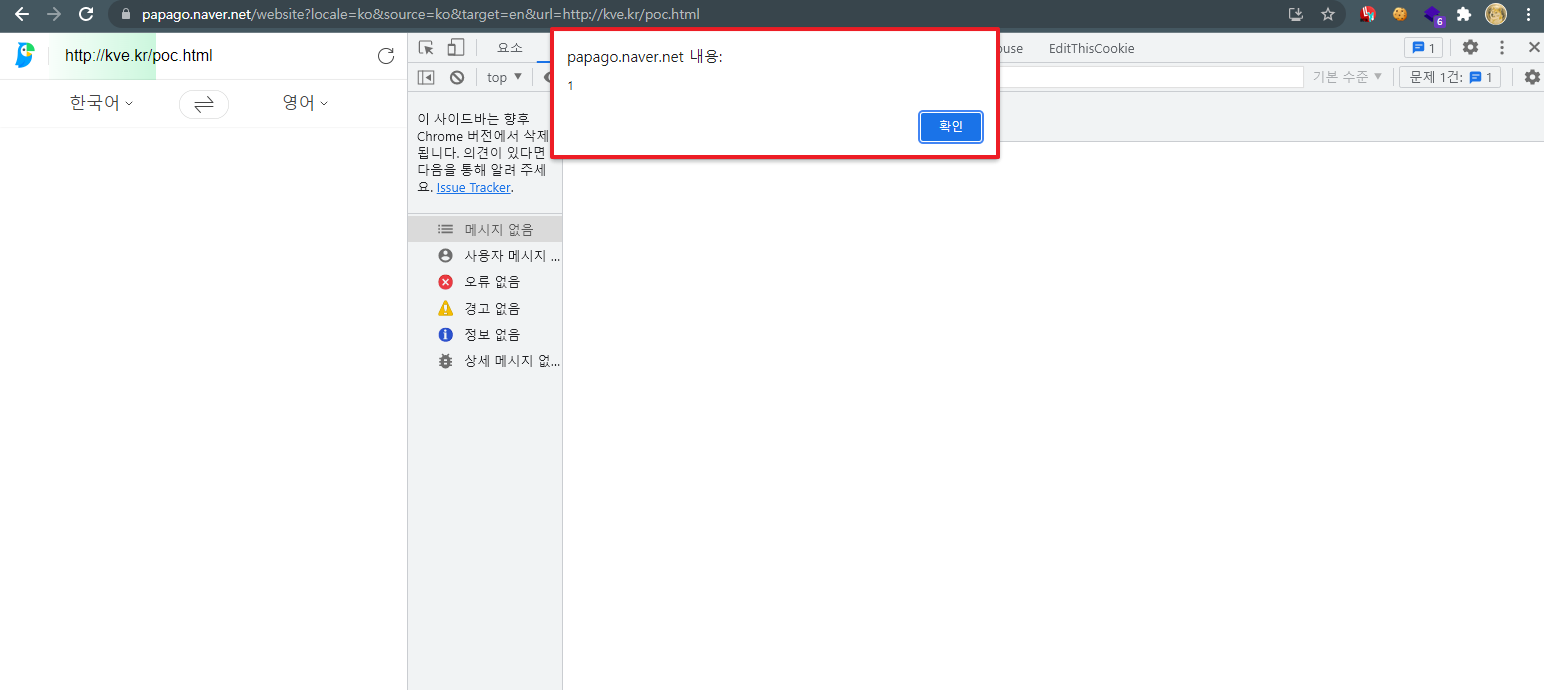 papago.naver.net/website?locale=ko&source=ko&target=en&url=http://kve.kr/poc.html
6
http://kve.kr/poc.html
한국어
영어
요소
EditThisCookie
1
top
기본 수준
문제 1건:
1
papago.naver.net 내용:
1
확인
이 사이드바는 향후
Chrome 버전에서 삭제
됩니다. 의견이 있다면
다음을 통해 알려 주세
요. Issue Tracker.
메시지 없음
사용자 메시지 ...
오류 없음
경고 없음
정보 없음
상세 메시지 없...